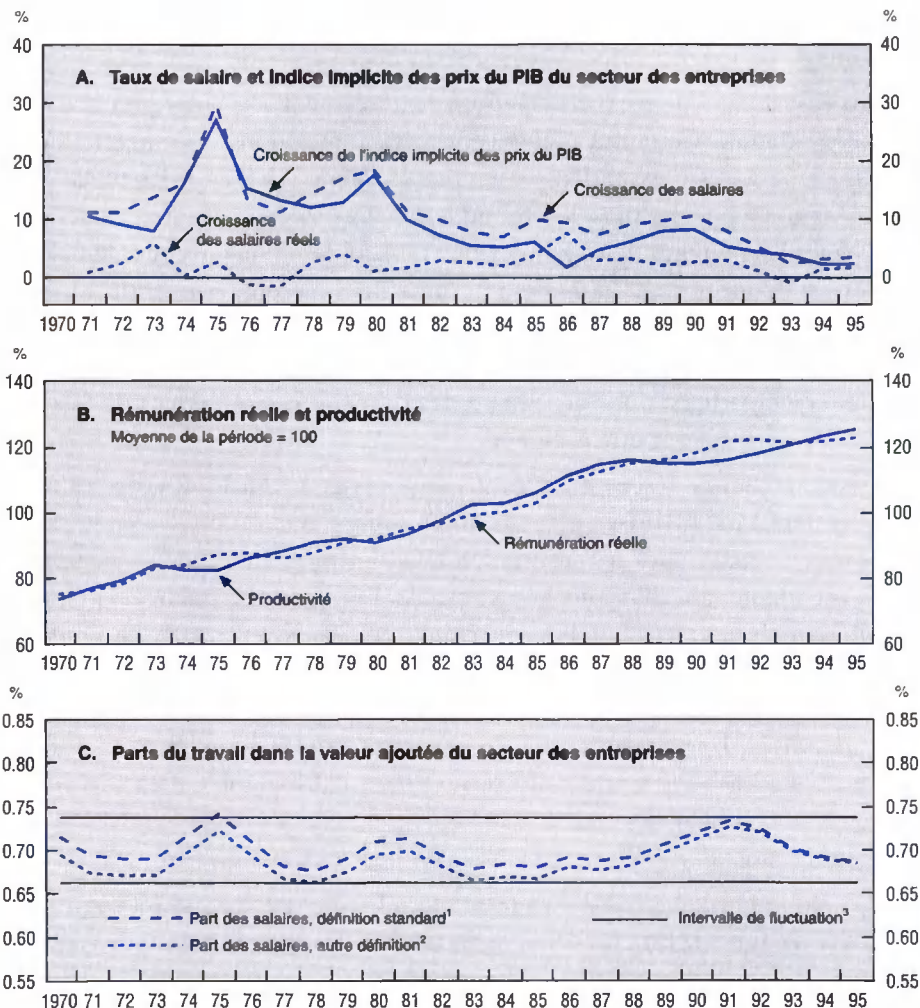 % %
40 40
A. Taux de salaire et indice implicite des prix du PIB du secteur des entreprises
30 30
20 20
Croissance de l'indice implicite des prix du PIB
Croissance des salaires
10 10
Croissance
des salaires réels
0 0
1970 71 72 73 74 75 76 77 78 79 80 81 82 83 84 85 86 87 88 89 90 91 92 93 94 95
% %
140 140
B. Rémunération réelle et productivité
Moyenne de la période = 100
120 120
100 100
Rémunération réelle
80 80
Productivité
60 60
1970 71 72 73 74 75 76 77 78 79 80 81 82 83 84 85 86 87 88 89 90 91 92 93 94 95
% %
0.85 0.85
C. Parts du travail dans la valeur ajoutée du secteur des entreprises
0.80 0.80
0.75 0.75
0.70 0.70
0.65 0.65
Part des salaires, définition standard¹ Intervalle de fluctuation³
0.60 0.60
Part des salaires, autre définition²
0.55 0.55
1970 71 72 73 74 75 76 77 78 79 80 81 82 83 84 85 86 87 88 89 90 91 92 93 94 95